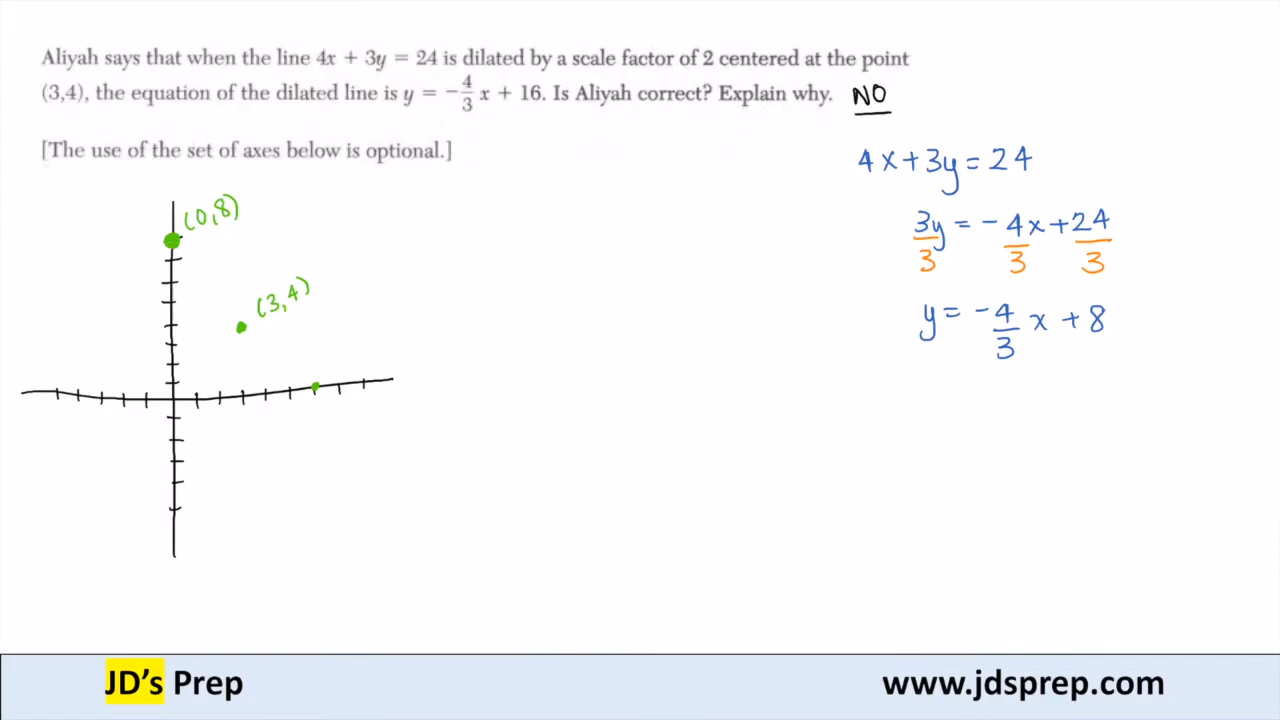 Aliyah says that when the line 4x + 3y = 24 is dilated by a scale factor of 2 centered at the point
(3,4), the equation of the dilated line is y = −4/3 x + 16. Is Aliyah correct? Explain why. NO
[The use of the set of axes below is optional.]
(0,8)
(3,4)
4x+3y=24
3y/3 = -4x/3 + 24/3
y = -4/3 x + 8
JD's Prep
www.jdsprep.com